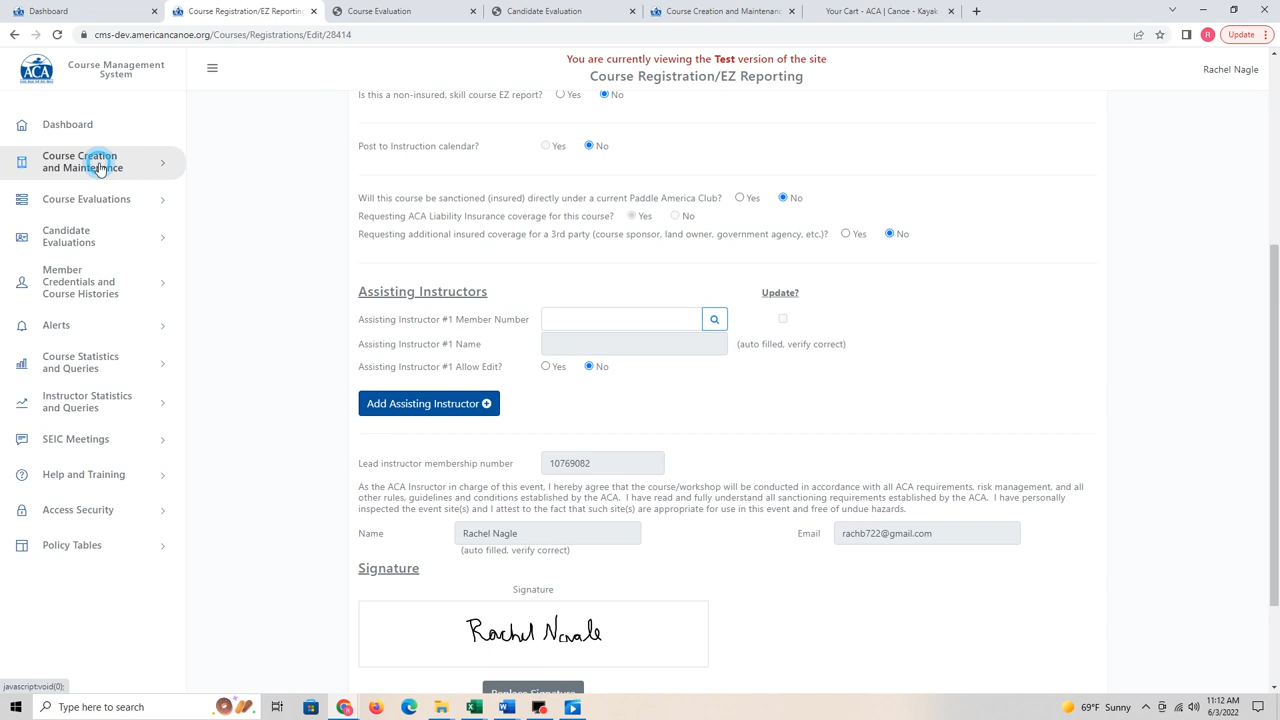 Dashboard
Course Registration/EZ Reporting
Course Evaluation
Candidate Evaluation
Course Creation and Maintenanc
Your Cart - ACA | Canoe - Kayak
cms-dev.americancanoe.org/Courses/Registrations/Edit/28414
R
Update
ACA
Course Management
System
You are currently viewing the Test version of the site
Course Registration/EZ Reporting
Rachel Nagle
Dashboard
Course Creation
and Maintenance
Course Evaluations
Candidate
Evaluations
Member
Credentials and
Course Histories
Alerts
Course Statistics
and Queries
Instructor Statistics
and Queries
SEIC Meetings
Help and Training
Access Security
Policy Tables
Is this a non-insured, skill course EZ report? Yes No
Post to Instruction calendar? Yes No
Will this course be sanctioned (insured) directly under a current Paddle America Club? Yes No
Requesting ACA Liability Insurance coverage for this course? Yes No
Requesting additional insured coverage for a 3rd party (course sponsor, land owner, government agency, etc.)? Yes No
Assisting Instructors Update?
Assisting Instructor #1 Member Number
Assisting Instructor #1 Name (auto filled, verify correct)
Assisting Instructor #1 Allow Edit? Yes No
Add Assisting Instructor
Lead instructor membership number 10769082
As the ACA Insructor in charge of this event, I hereby agree that the course/workshop will be conducted in accordance with all ACA requirements, risk management, and all
other rules, guidelines and conditions established by the ACA. I have read and fully understand all sanctioning requirements established by the ACA. I have personally
inspected the event site(s) and I attest to the fact that such site(s) are appropriate for use in this event and free of undue hazards.
Name Rachel Nagle Email rachb722@gmail.com
(auto filled, verify correct)
Signature
Signature
Rachel Nagle
Replace Signature
javascript:void(0);
Type here to search
69°F Sunny
11:12 AM
6/3/2022